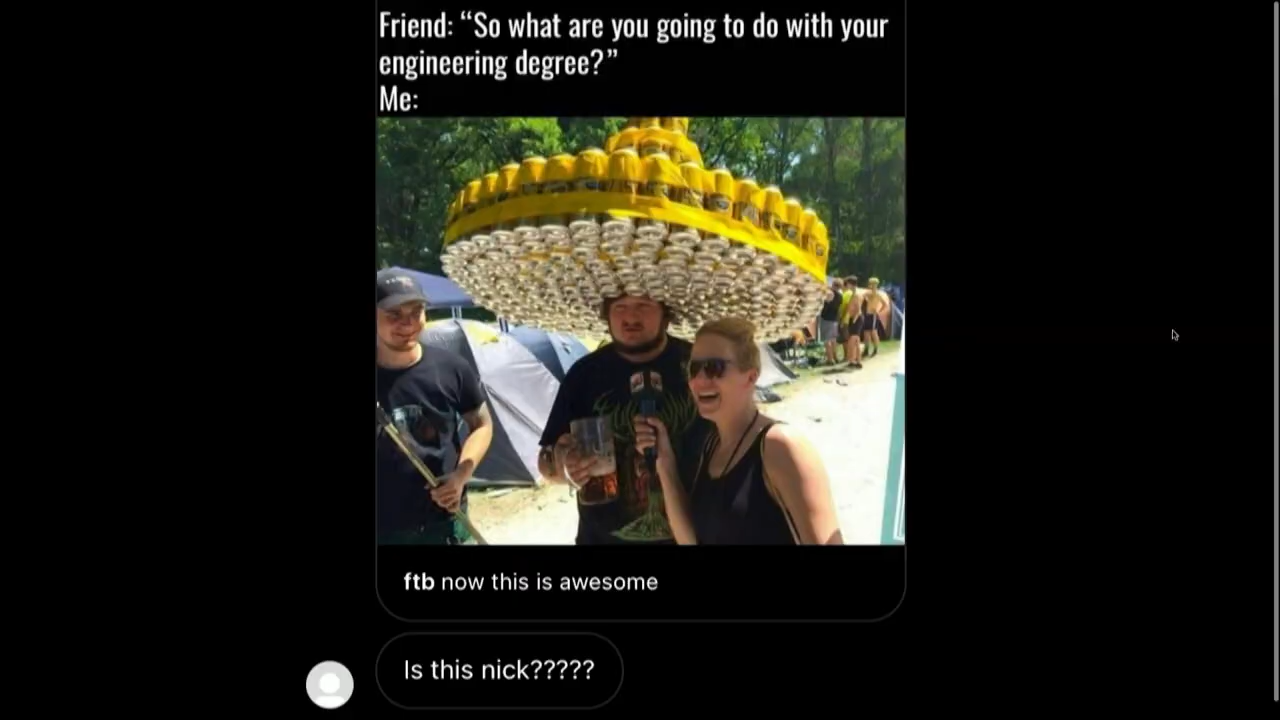 Friend: “So what are you going to do with your
engineering degree?”
Me:
ftb now this is awesome
Is this nick?????